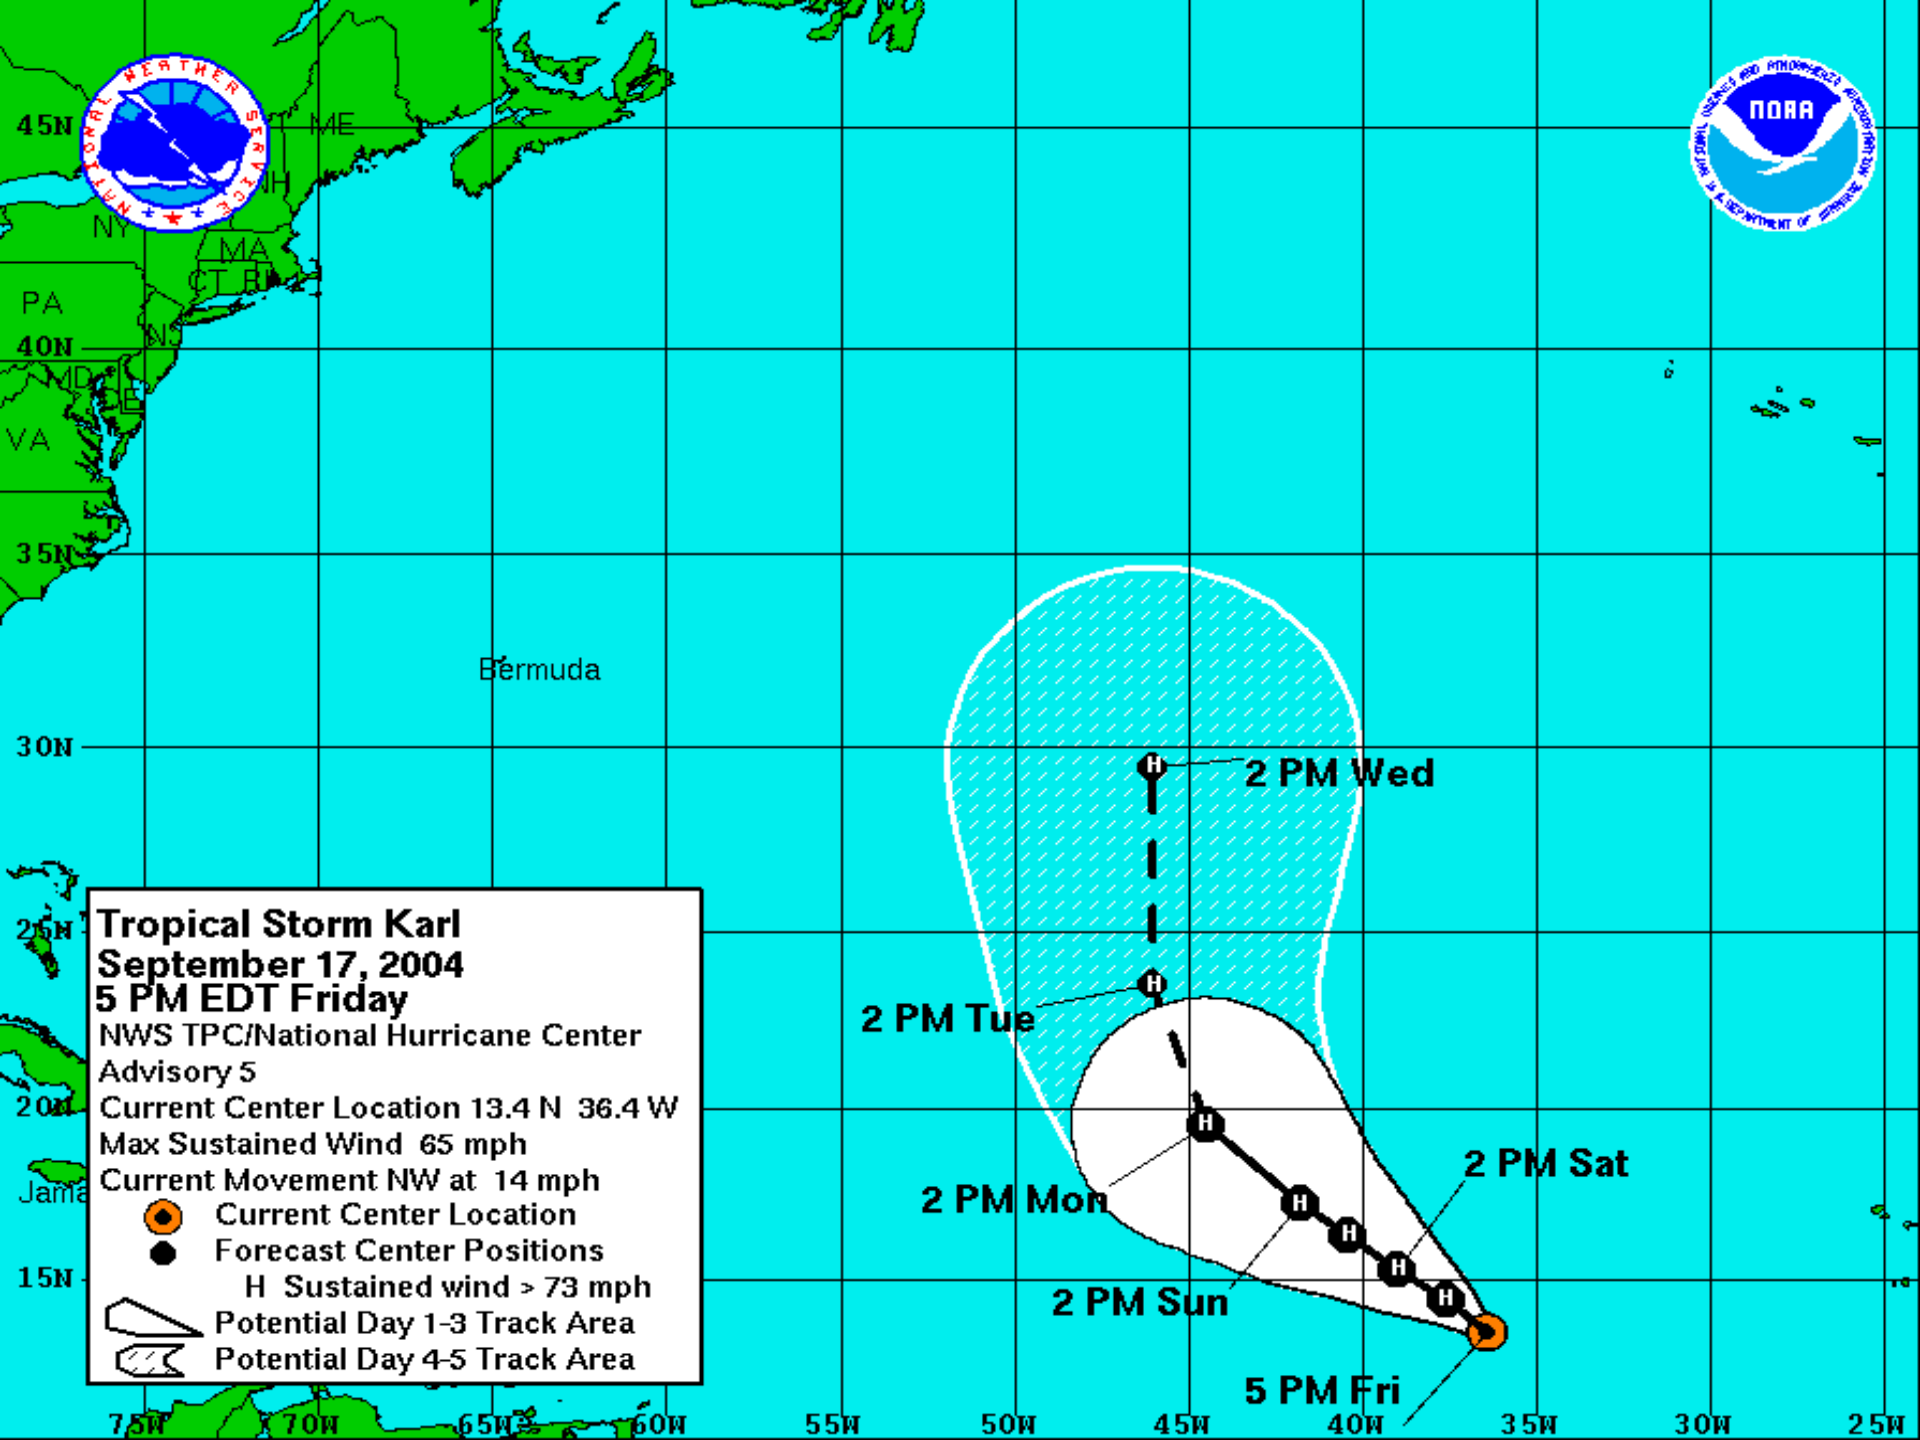 NATIONAL WEATHER SERVICE
NOAA
45N
ME
NH
NY
MA
CT RI
PA
NJ
40N
MD
DE
VA
35N
Bermuda
30N
2 PM Wed
25N
2 PM Tue
20N
2 PM Mon
2 PM Sat
2 PM Sun
15N
5 PM Fri
H
H
H
H
H
H
H
Tropical Storm Karl
September 17, 2004
5 PM EDT Friday
NWS TPC/National Hurricane Center
Advisory 5
Current Center Location 13.4 N 36.4 W
Max Sustained Wind 65 mph
Current Movement NW at 14 mph
Current Center Location
Forecast Center Positions
H Sustained wind > 73 mph
Potential Day 1-3 Track Area
Potential Day 4-5 Track Area
Jama
75W 70W 65W 60W 55W 50W 45W 40W 35W 30W 25W